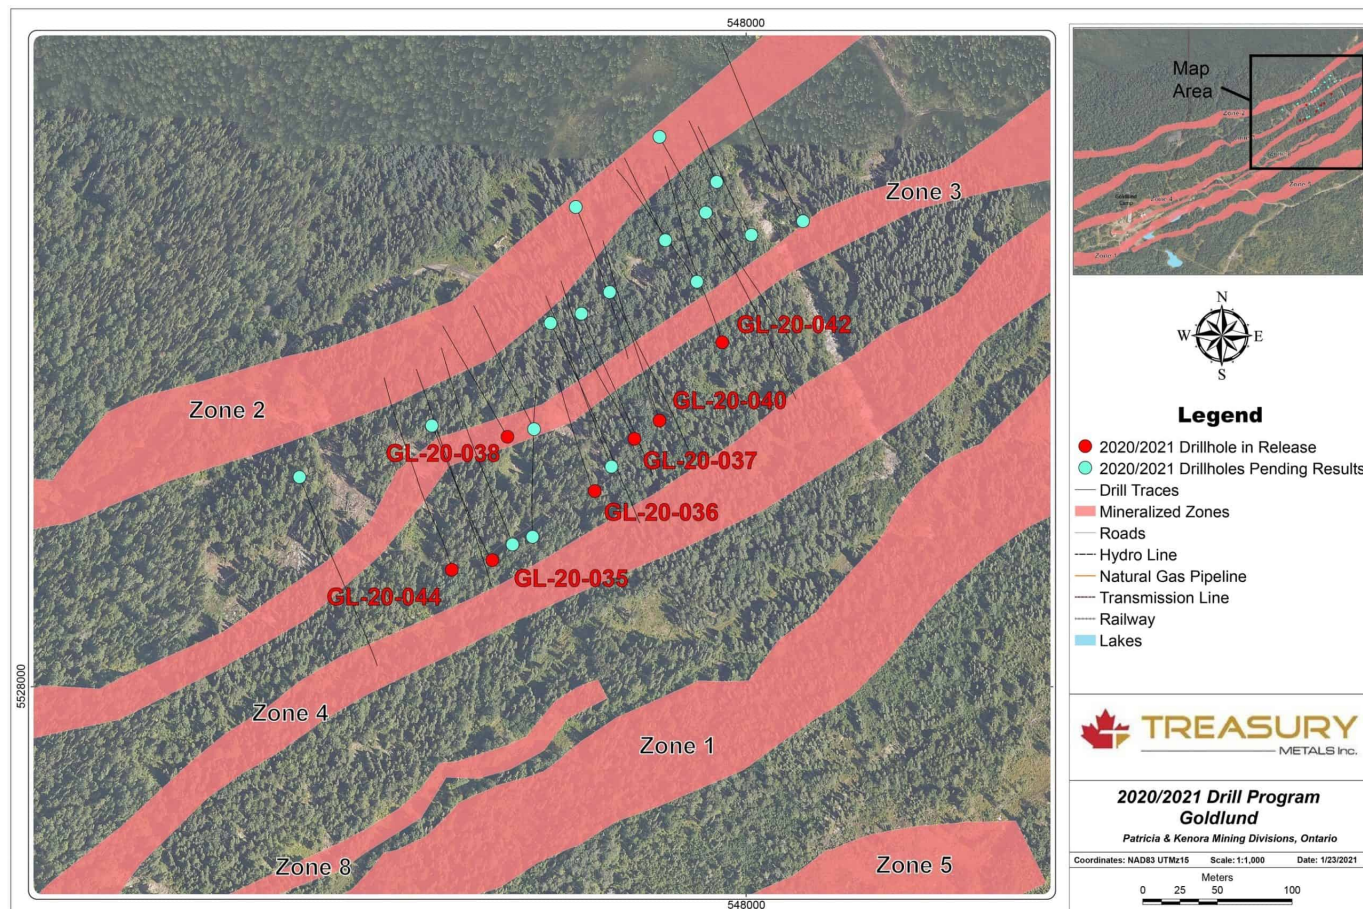 548000
Zone 3
Zone 2
GL-20-042
GL-20-040
GL-20-038
GL-20-037
GL-20-036
GL-20-035
GL-20-044
5528000
Zone 4
Zone 1
Zone 8
Zone 5
548000
Map
Area
N
W
E
S
Legend
2020/2021 Drillhole in Release
2020/2021 Drillholes Pending Results
Drill Traces
Mineralized Zones
Roads
Hydro Line
Natural Gas Pipeline
Transmission Line
Railway
Lakes
TREASURY
METALS Inc.
2020/2021 Drill Program
Goldlund
Patricia & Kenora Mining Divisions, Ontario
Coordinates: NAD83 UTMz15 Scale: 1:1,000 Date: 1/23/2021
Meters
0 25 50 100